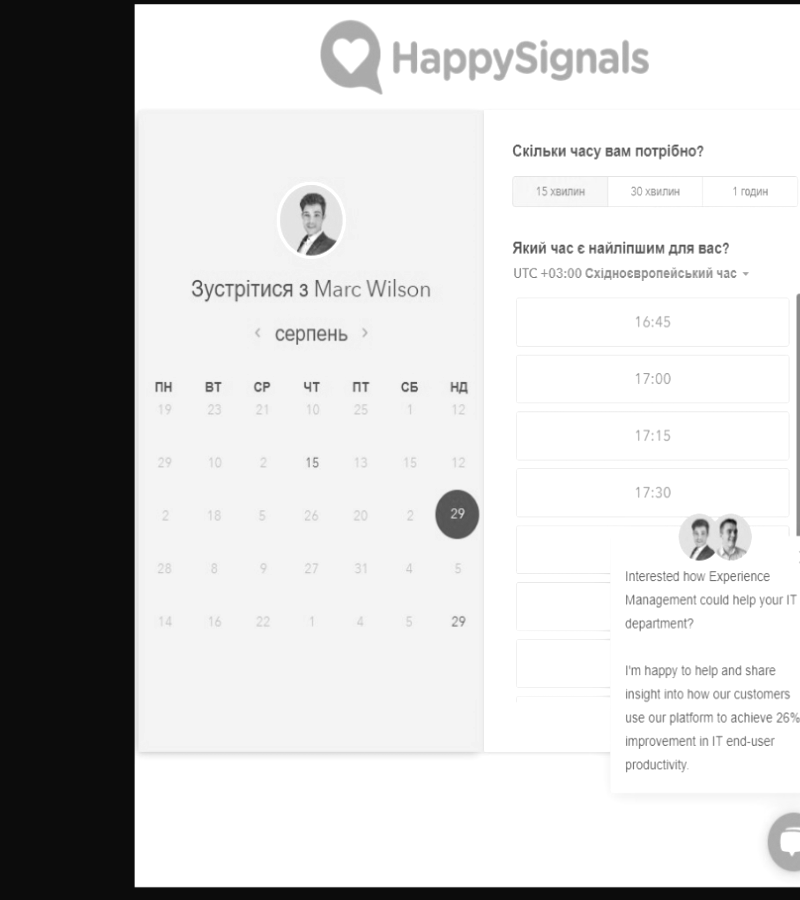 HappySignals
Зустрітися з Marc Wilson
серпень
ПН ВТ СР ЧТ ПТ СБ НД
19 23 21 10 25 1 12
29 10 2 15 13 15 12
2 18 5 26 20 2 29
28 8 9 27 31 4 5
14 16 22 1 4 5 29
Скільки часу вам потрібно?
15 хвилин 30 хвилин 1 годин
Який час є найліпшим для вас?
UTC +03:00 Східноєвропейський час
16:45
17:00
17:15
17:30
Interested how Experience
Management could help your IT
department?
I'm happy to help and share
insight into how our customers
use our platform to achieve 26%
improvement in IT end-user
productivity.